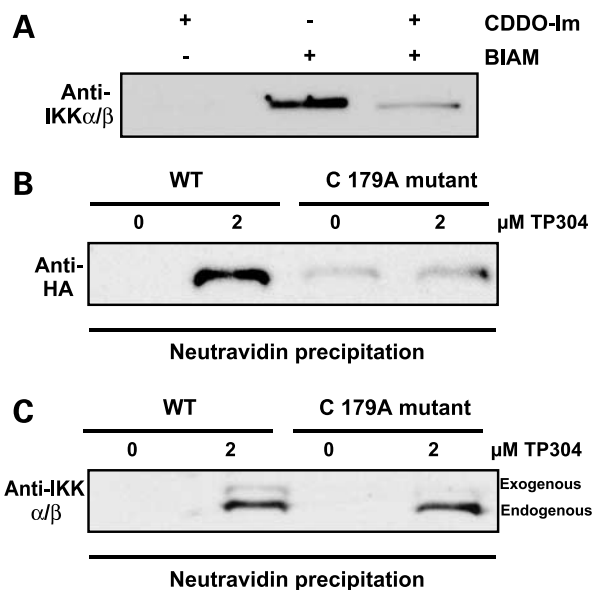 A
+ - + CDDO-Im
- + + BIAM
Anti-
IKKα/β
B
WT C 179A mutant
0 2 0 2 μM TP304
Anti-
HA
Neutravidin precipitation
C
WT C 179A mutant
0 2 0 2 μM TP304
Anti-IKK
α/β
Exogenous
Endogenous
Neutravidin precipitation